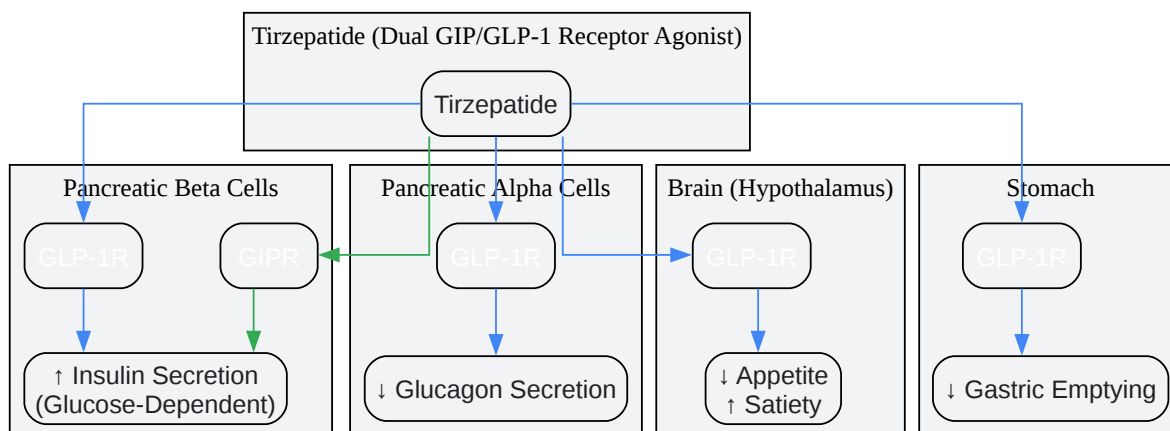 Tirzepatide (Dual GIP/GLP-1 Receptor Agonist)
Tirzepatide
Pancreatic Beta Cells
Pancreatic Alpha Cells
Brain (Hypothalamus)
Stomach
GLP-1R
GIPR
GLP-1R
GLP-1R
GLP-1R
↑ Insulin Secretion
(Glucose-Dependent)
↓ Glucagon Secretion
↓ Appetite
↑ Satiety
↓ Gastric Emptying